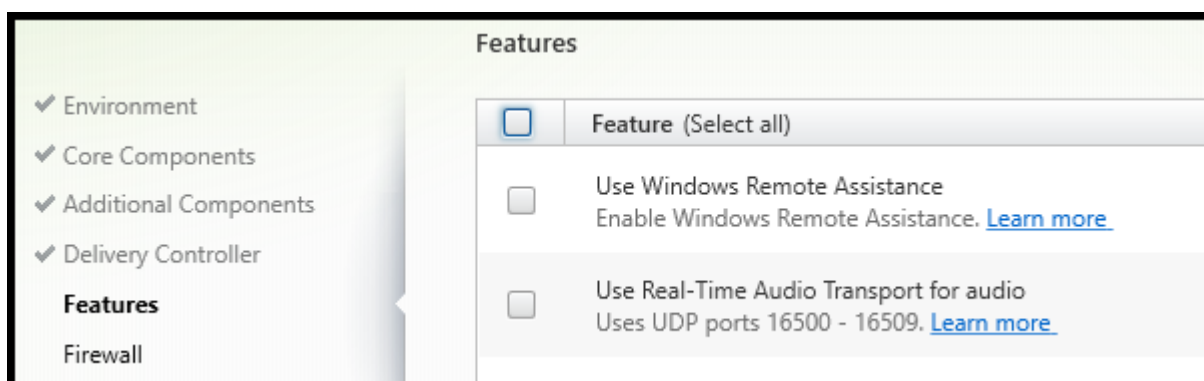 Features
Environment
Core Components
Additional Components
Delivery Controller
Features
Firewall
Feature (Select all)
Use Windows Remote Assistance
Enable Windows Remote Assistance. Learn more
Use Real-Time Audio Transport for audio
Uses UDP ports 16500 - 16509. Learn more